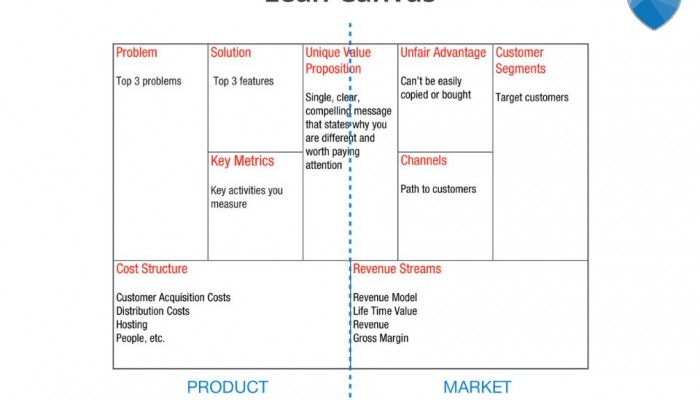 Lean Canvas
Problem
Top 3 problems
Solution
Top 3 features
Key Metrics
Key activities you
measure
Unique Value
Proposition
Single, clear,
compelling message
that states why you
are different and
worth paying
attention
Unfair Advantage
Can't be easily
copied or bought
Channels
Path to customers
Customer
Segments
Target customers
Cost Structure
Customer Acquisition Costs
Distribution Costs
Hosting
People, etc.
Revenue Streams
Revenue Model
Life Time Value
Revenue
Gross Margin
PRODUCT
MARKET